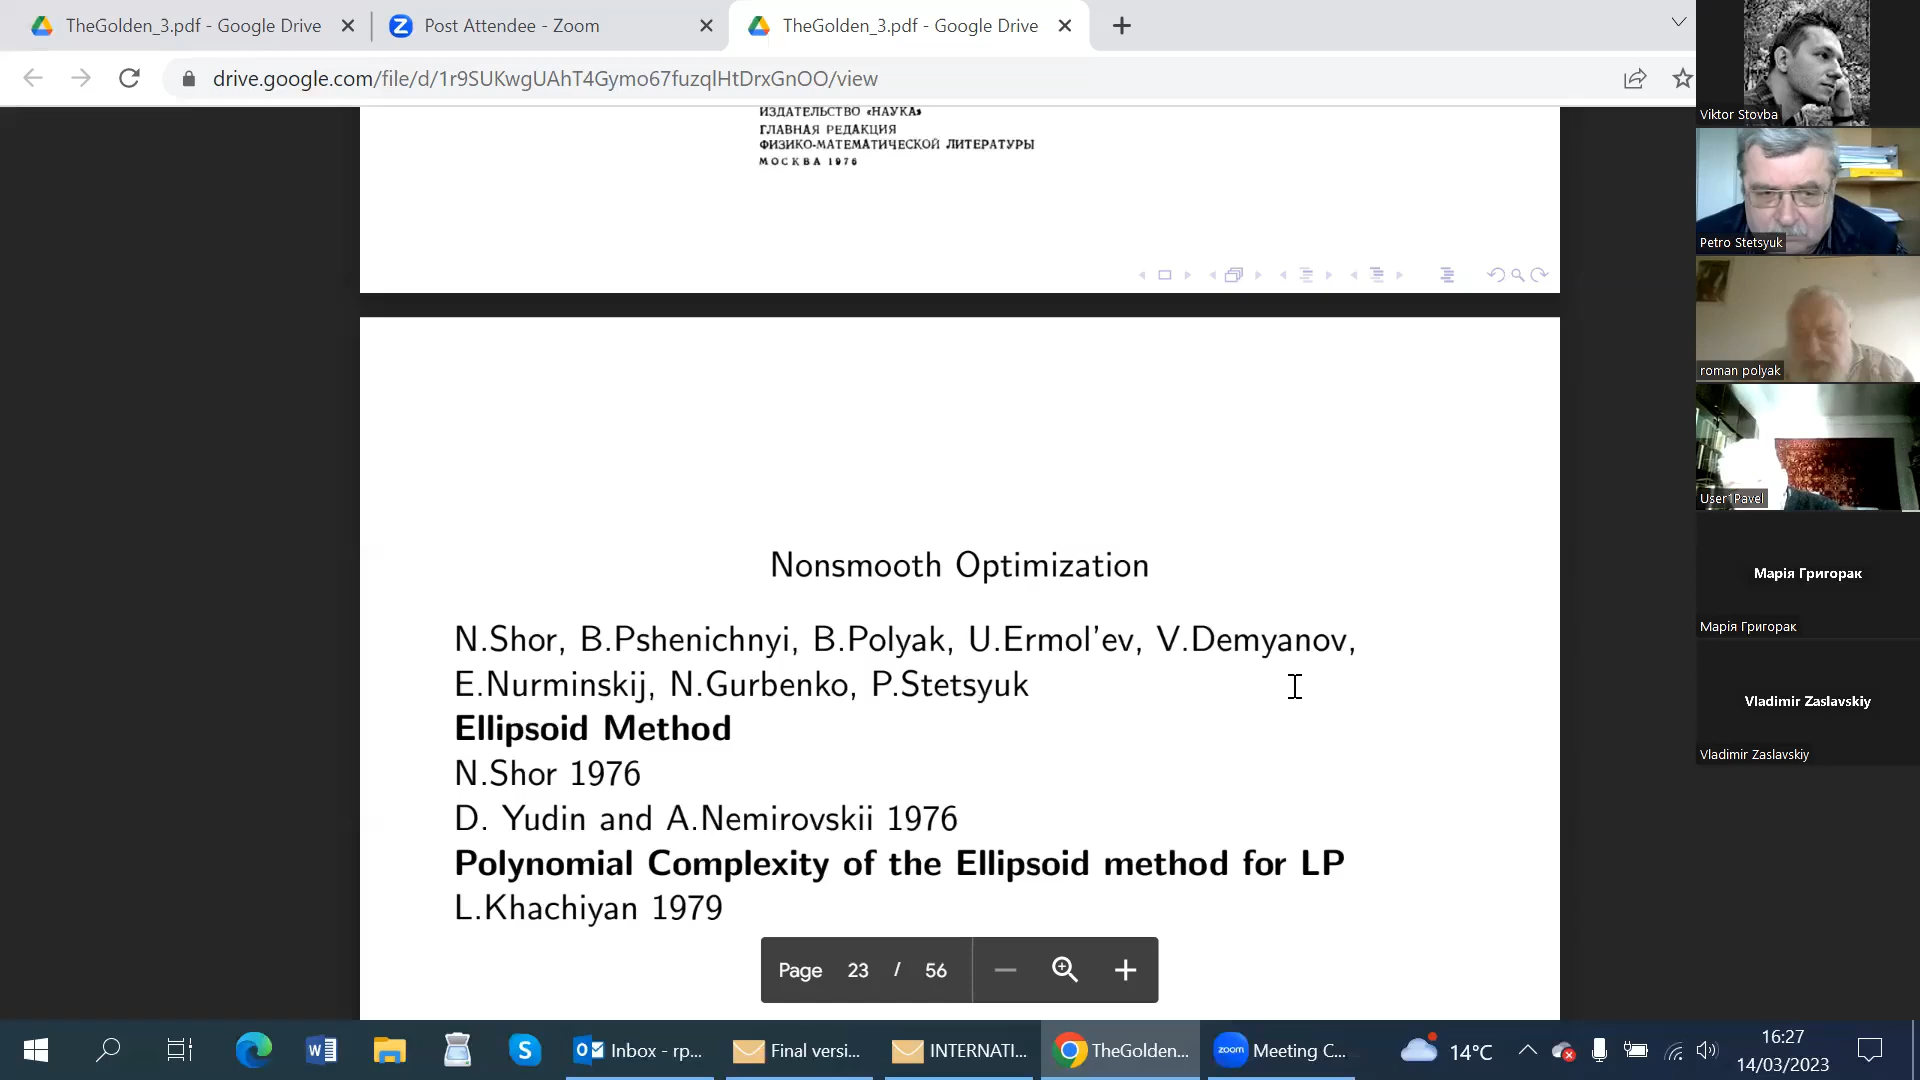 TheGolden_3.pdf - Google Drive
Post Attendee - Zoom
TheGolden_3.pdf - Google Drive
drive.google.com/file/d/1r9SUKwgUAhT4Gymo67fuzqlHtDrxGnOO/view
ИЗДАТЕЛЬСТВО «НАУКА»
ГЛАВНАЯ РЕДАКЦИЯ
ФИЗИКО-МАТЕМАТИЧЕСКОЙ ЛИТЕРАТУРЫ
МОСКВА 1976
Nonsmooth Optimization
N.Shor, B.Pshenichnyi, B.Polyak, U.Ermol'ev, V.Demyanov,
E.Nurminskij, N.Gurbenko, P.Stetsyuk
Ellipsoid Method
N.Shor 1976
D. Yudin and A.Nemirovskii 1976
Polynomial Complexity of the Ellipsoid method for LP
L.Khachiyan 1979
Page 23 / 56
Viktor Stovba
Petro Stetsyuk
roman polyak
User1Pavel
Марія Григорак
Марія Григорак
Vladimir Zaslavskiy
Vladimir Zaslavskiy
Inbox - rp...
Final versi...
INTERNATI...
TheGolden...
zoom
Meeting C...
14°C
16:27
14/03/2023